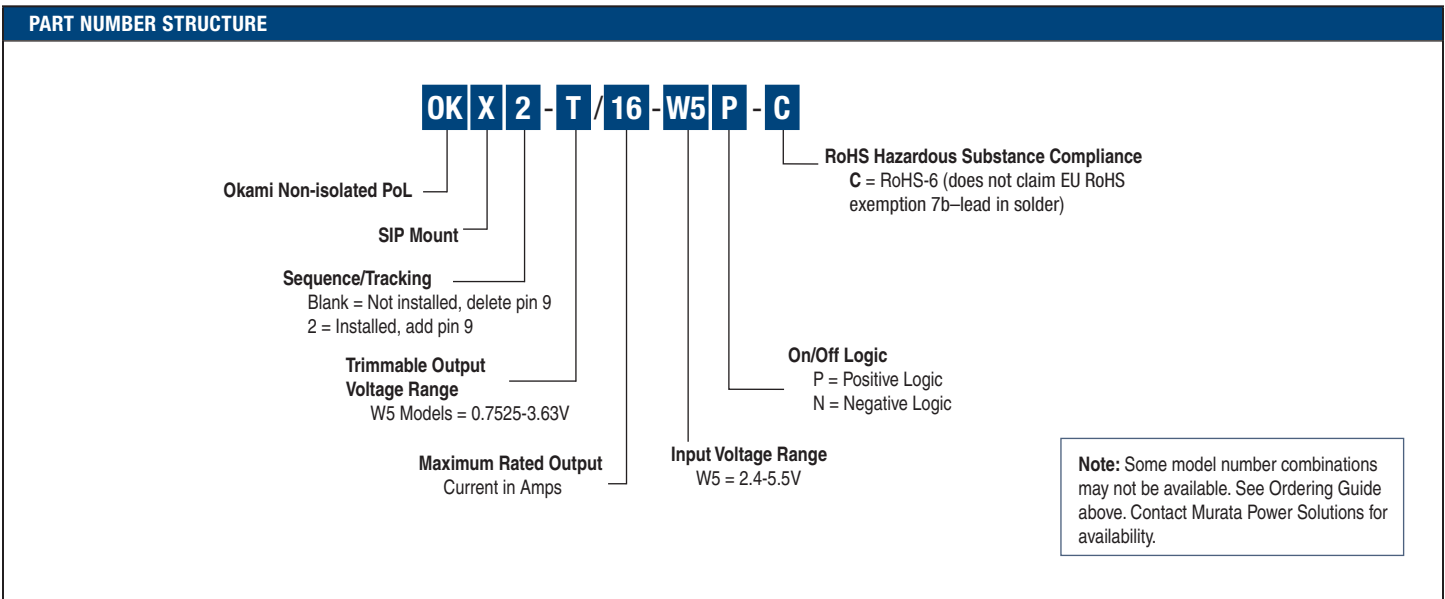 PART NUMBER STRUCTURE
OK X 2 - T / 16 - W5 P - C
RoHS Hazardous Substance Compliance
C = RoHS-6 (does not claim EU RoHS
exemption 7b–lead in solder)
Okami Non-isolated PoL
SIP Mount
Sequence/Tracking
Blank = Not installed, delete pin 9
2 = Installed, add pin 9
Trimmable Output
Voltage Range
W5 Models = 0.7525-3.63V
On/Off Logic
P = Positive Logic
N = Negative Logic
Maximum Rated Output
Current in Amps
Input Voltage Range
W5 = 2.4-5.5V
Note: Some model number combinations
may not be available. See Ordering Guide
above. Contact Murata Power Solutions for
availability.